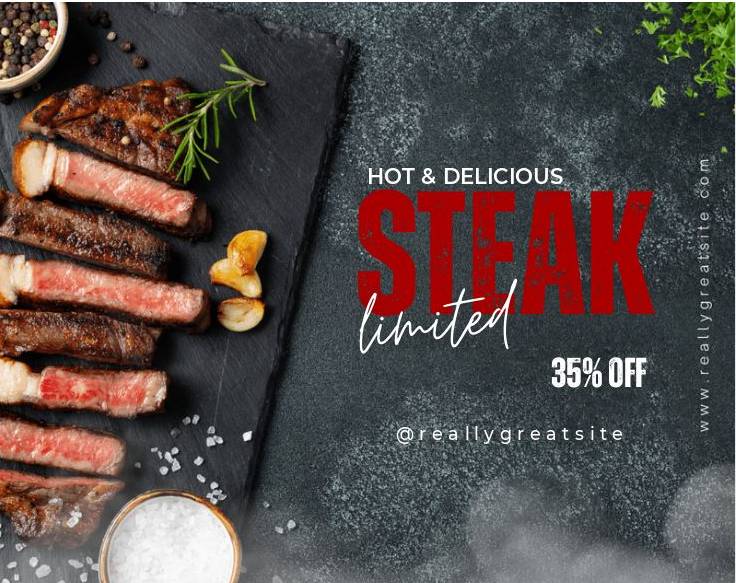 HOT & DELICIOUS
STEAK
limited
35% OFF
@reallygreatsite
www.reallygreatsite.com